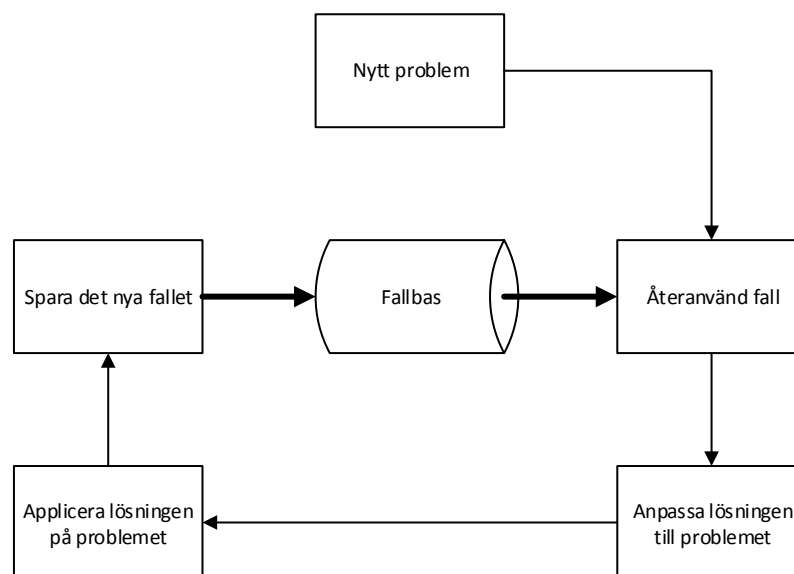 Nytt problem
Spara det nya fallet
Fallbas
Återanvänd fall
Applicera lösningen
på problemet
Anpassa lösningen
till problemet